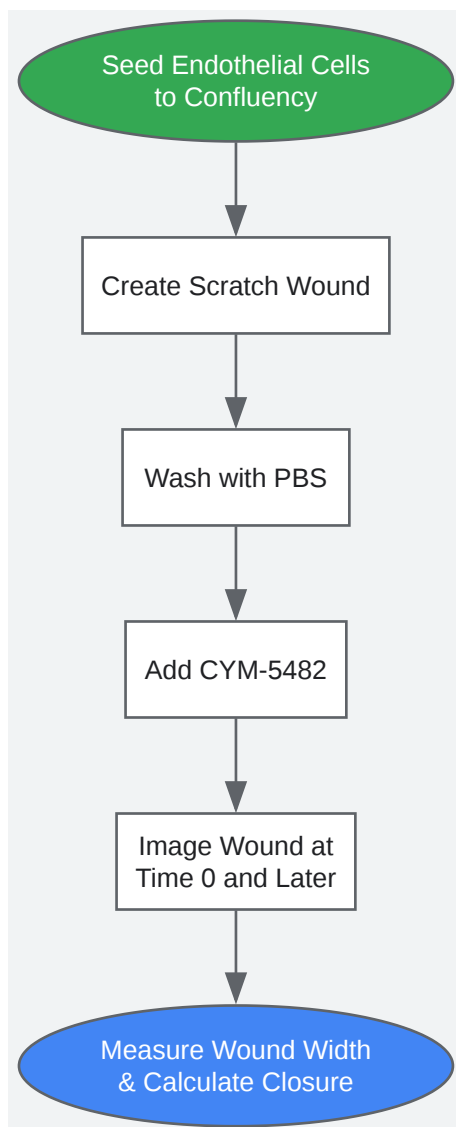 Seed Endothelial Cells
to Confluency
Create Scratch Wound
Wash with PBS
Add CYM-5482
Image Wound at
Time 0 and Later
Measure Wound Width
& Calculate Closure